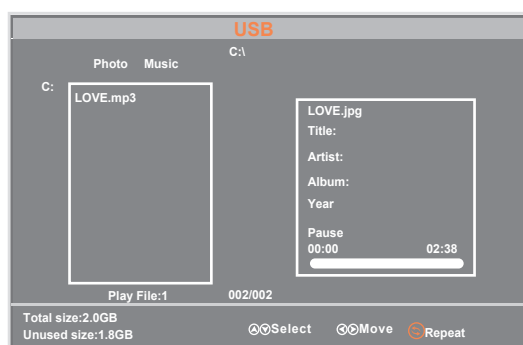 USB
C:\
Photo Music
C:
LOVE.mp3
LOVE.jpg
Title:
Artist:
Album:
Year
Pause
00:00 02:38
Play File:1 002/002
Total size:2.0GB
Unused size:1.8GB
Select Move Repeat